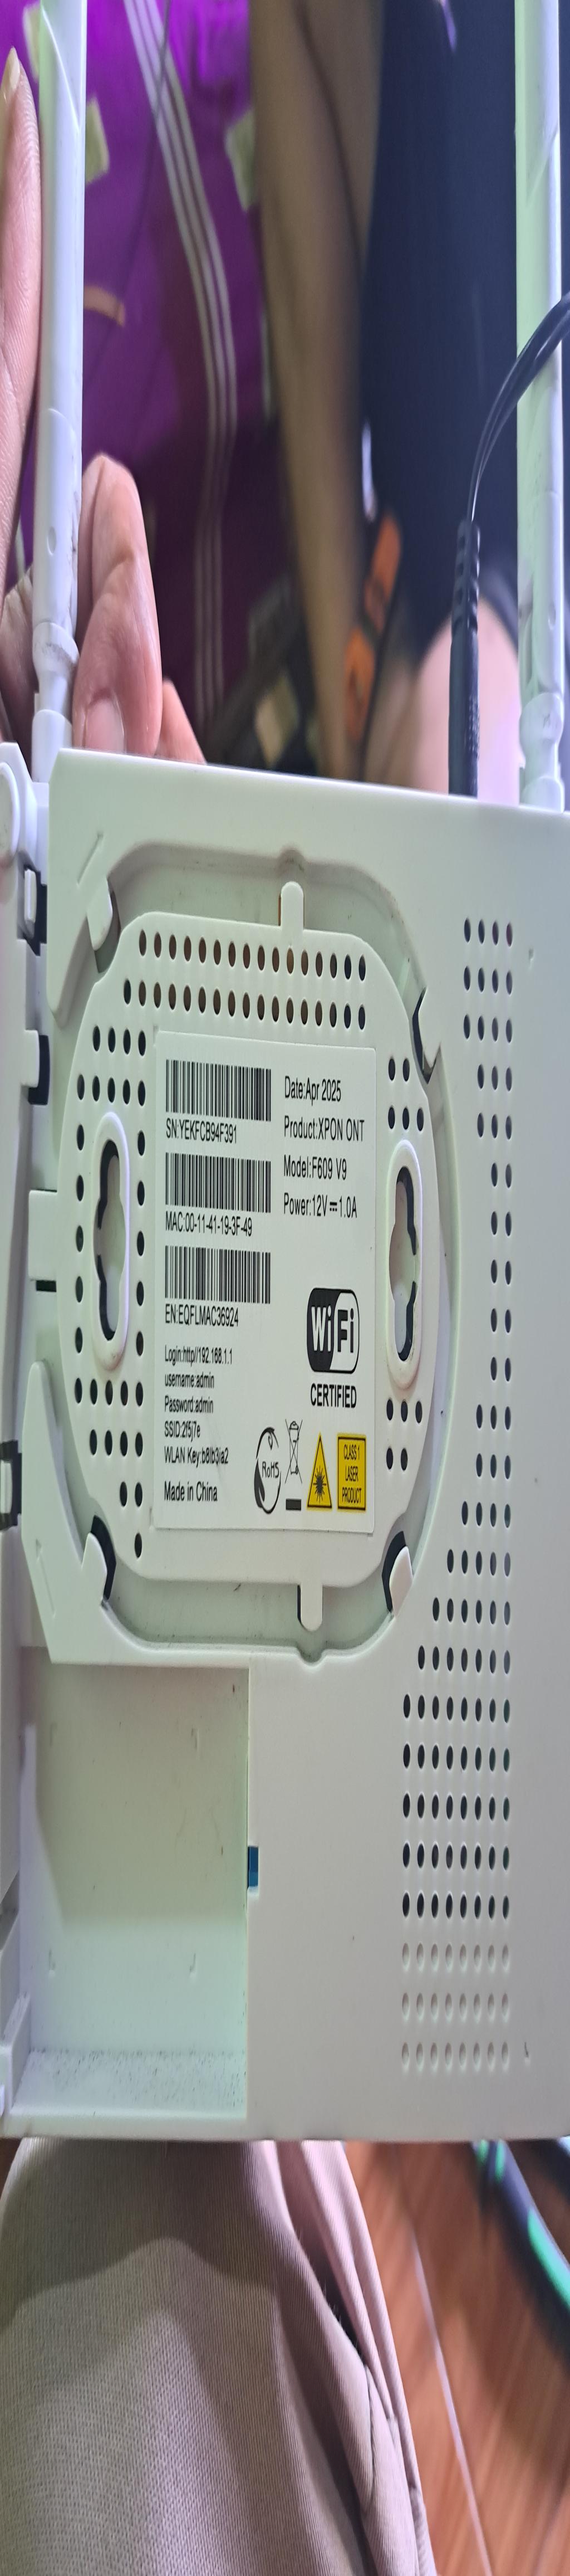 SN:YEKFCB94F391
MAC:00-11-41-19-3F-49
EN:EQFLMAC36924
Login:http//192.168.1.1
username:admin
Password:admin
SSID:2f5j7e
WLAN Key:b8lb3ja2
Made in China
Date:Apr 2025
Product:XPON ONT
Model:F609 V9
Power:12V⎓1.0A
Wi Fi
CERTIFIED
RoHS
CLASS 1
LASER
PRODUCT